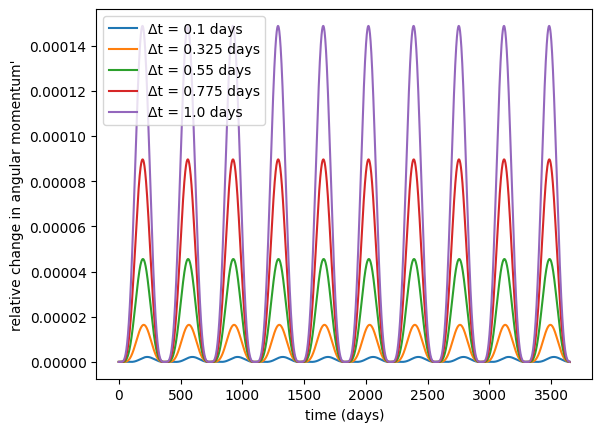 Δt = 0.1 days
Δt = 0.325 days
Δt = 0.55 days
Δt = 0.775 days
Δt = 1.0 days
relative change in angular momentum'
0.00014
0.00012
0.00010
0.00008
0.00006
0.00004
0.00002
0.00000
0 500 1000 1500 2000 2500 3000 3500
time (days)